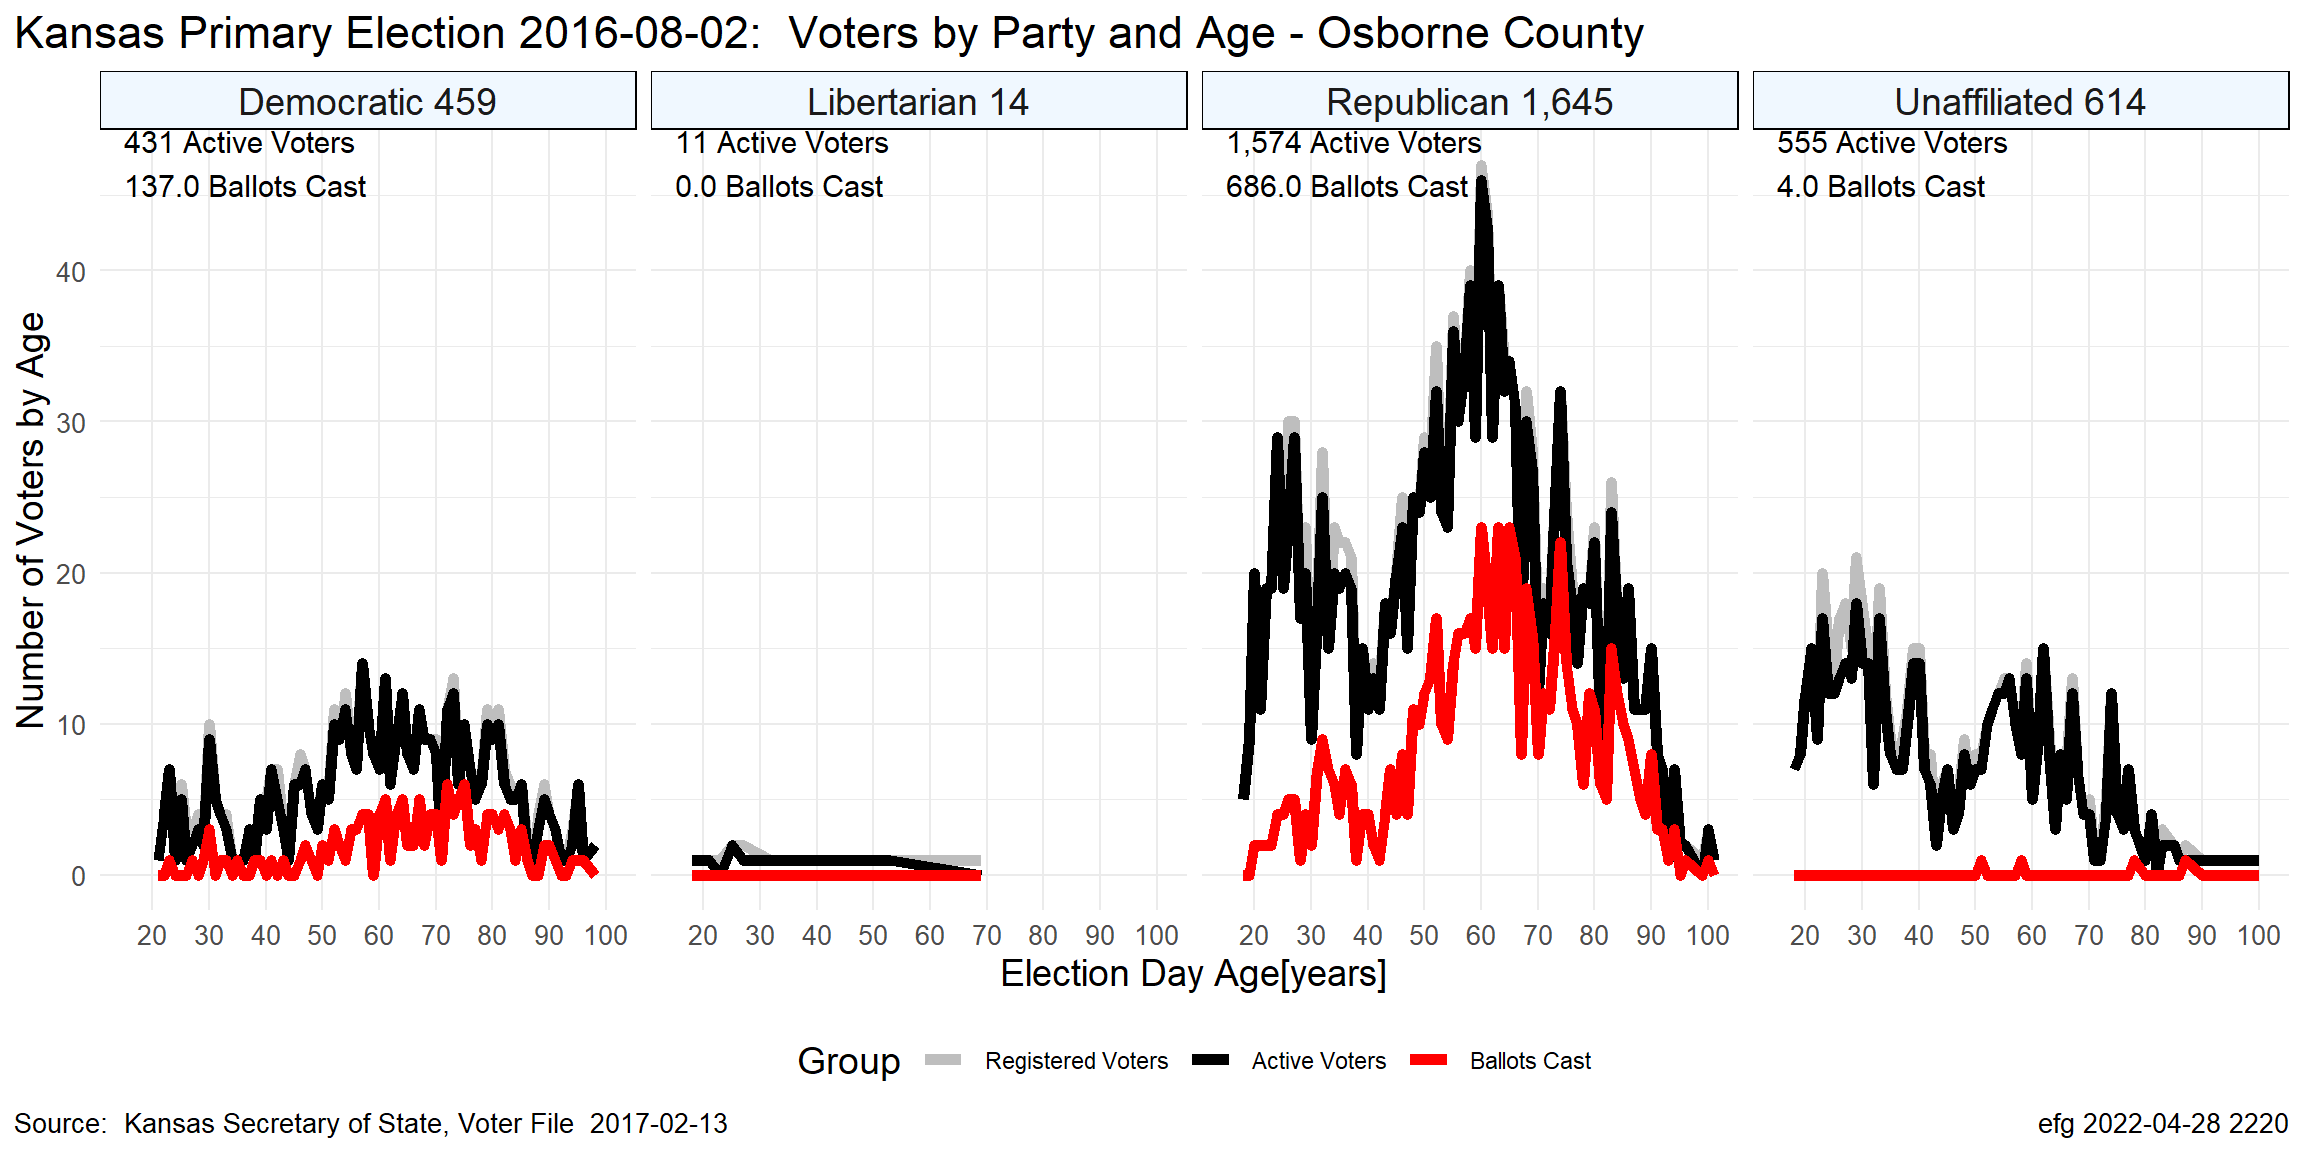 Kansas Primary Election 2016-08-02:  Voters by Party and Age - Osborne County
Democratic 459
Libertarian 14
Republican 1,645
Unaffiliated 614
431 Active Voters
137.0 Ballots Cast
11 Active Voters
0.0 Ballots Cast
1,574 Active Voters
686.0 Ballots Cast
555 Active Voters
4.0 Ballots Cast
Number of Voters by Age
40
30
20
10
0
20 30 40 50 60 70 80 90 100
20 30 40 50 60 70 80 90 100
20 30 40 50 60 70 80 90 100
20 30 40 50 60 70 80 90 100
Election Day Age[years]
Group Registered Voters Active Voters Ballots Cast
Source:  Kansas Secretary of State, Voter File  2017-02-13
efg 2022-04-28 2220